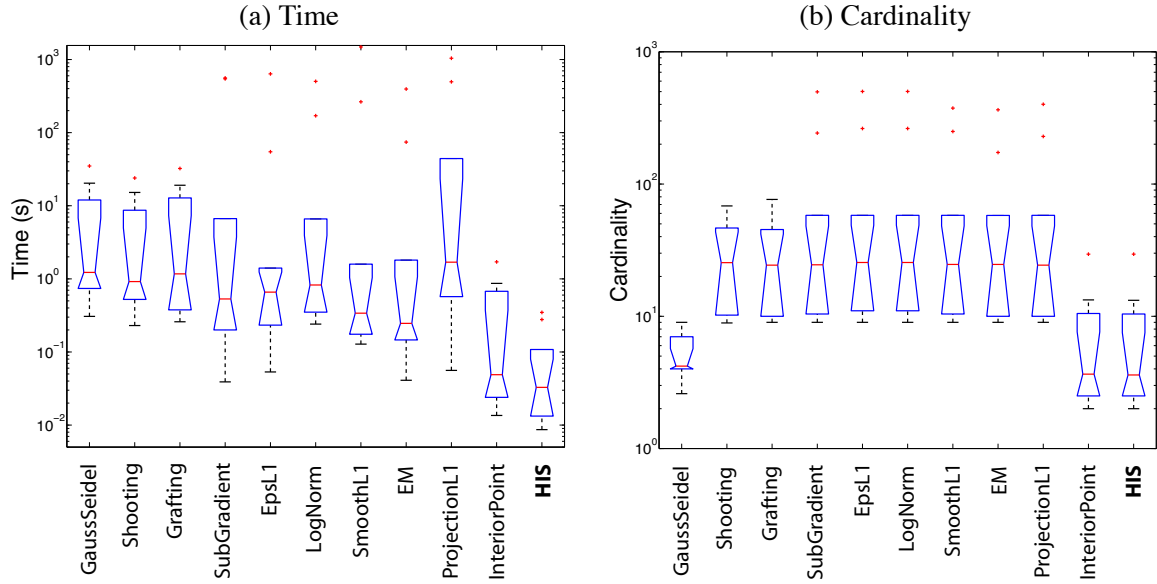 (a) Time
(b) Cardinality
Time (s)
10^3
10^2
10^1
10^0
10^-1
10^-2
GaussSeidel
Shooting
Grafting
SubGradient
EpsL1
LogNorm
SmoothL1
EM
ProjectionL1
InteriorPoint
HIS
Cardinality
10^3
10^2
10^1
10^0
GaussSeidel
Shooting
Grafting
SubGradient
EpsL1
LogNorm
SmoothL1
EM
ProjectionL1
InteriorPoint
HIS